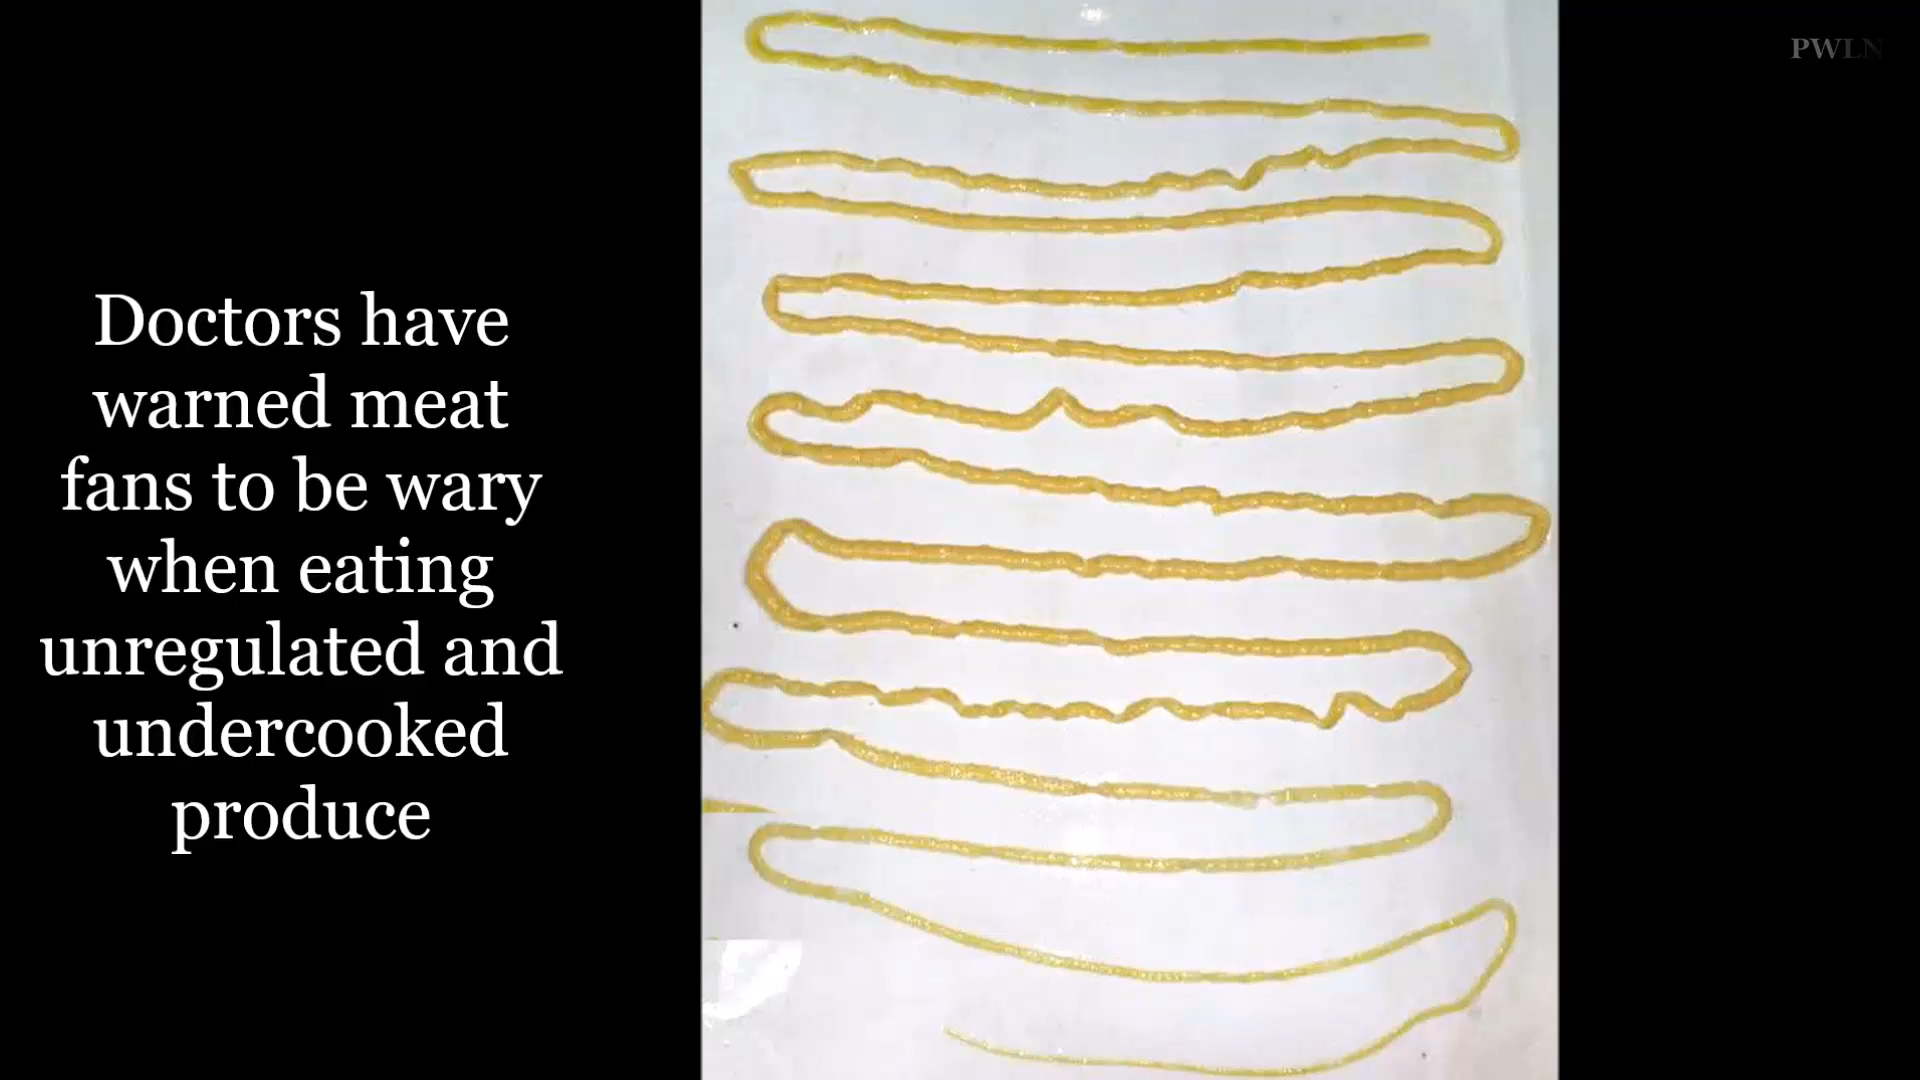 PWLN
Doctors have
warned meat
fans to be wary
when eating
unregulated and
undercooked
produce